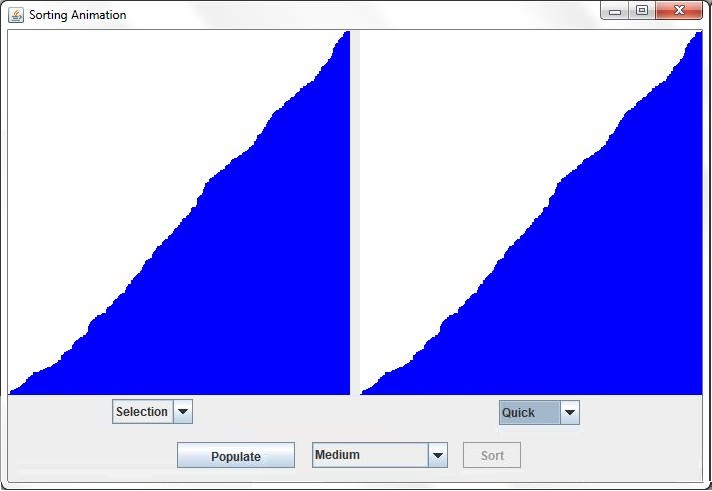 Sorting Animation
Selection Quick
Populate Medium Sort